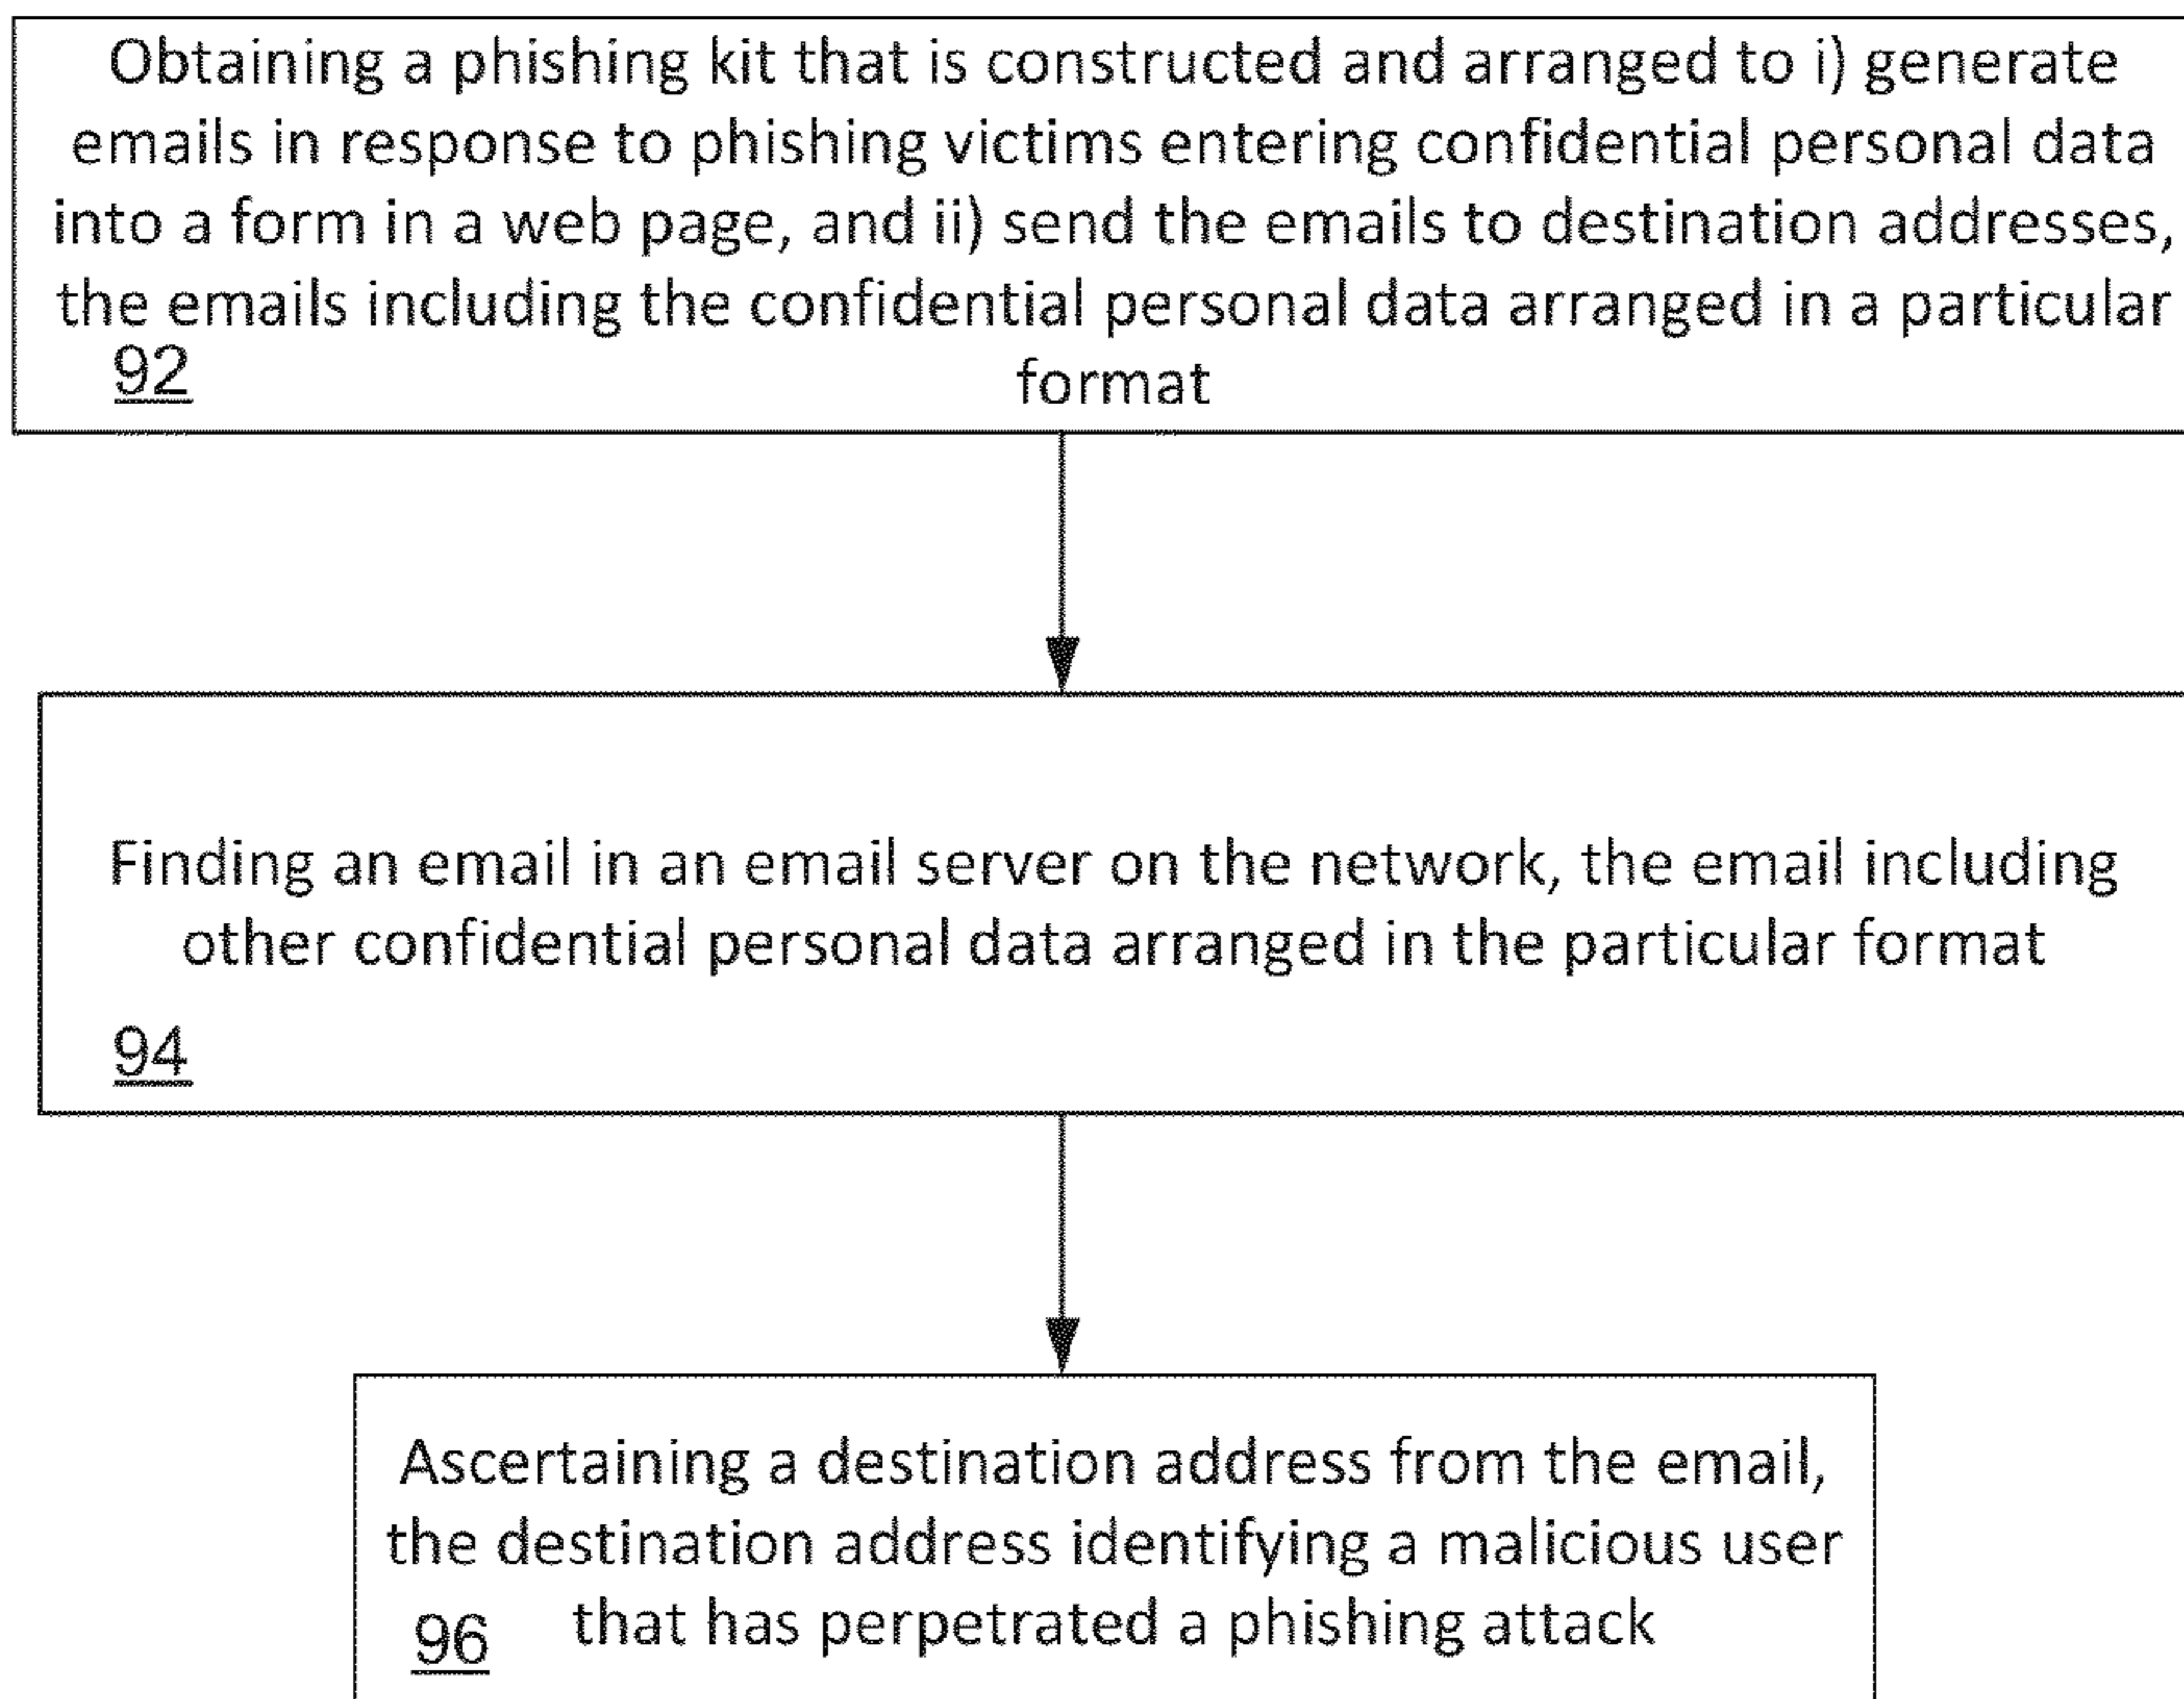 Obtaining a phishing kit that is constructed and arranged to i) generate
emails in response to phishing victims entering confidential personal data
into a form in a web page, and ii) send the emails to destination addresses,
the emails including the confidential personal data arranged in a particular
92
format
Finding an email in an email server on the network, the email including
other confidential personal data arranged in the particular format
94
Ascertaining a destination address from the email,
the destination address identifying a malicious user
96 that has perpetrated a phishing attack